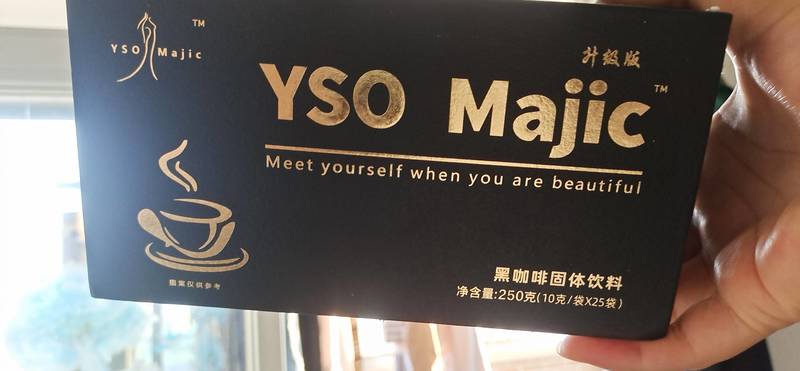 YSO Majic TM
升级版
YSO Majic TM
Meet yourself when you are beautiful
图案仅供参考
黑咖啡固体饮料
净含量:250克(10克/袋X25袋)